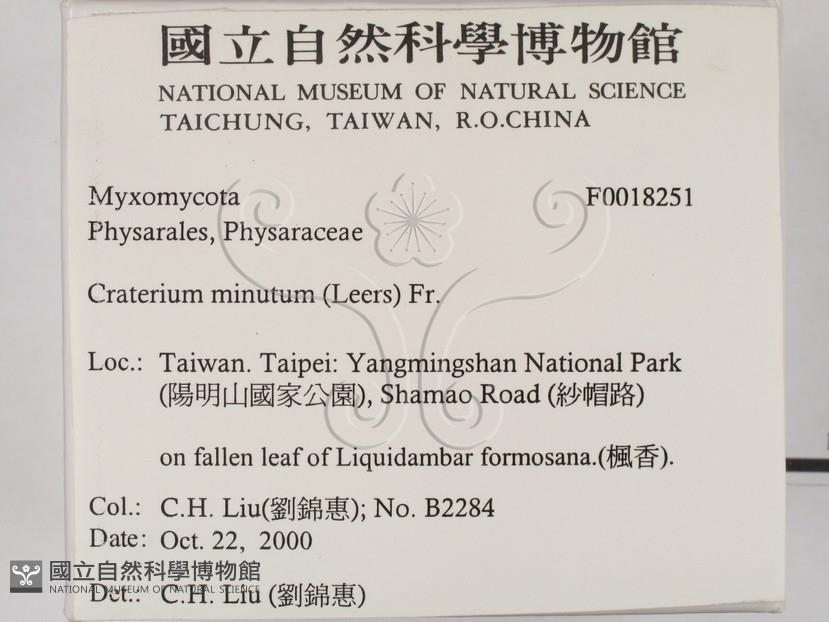 國立自然科學博物館
NATIONAL MUSEUM OF NATURAL SCIENCE
TAICHUNG, TAIWAN, R.O.CHINA
Myxomycota F0018251
Physarales, Physaraceae
Craterium minutum (Leers) Fr.
Loc.: Taiwan. Taipei: Yangmingshan National Park
(陽明山國家公園), Shamao Road (紗帽路)
on fallen leaf of Liquidambar formosana.(楓香).
Col.: C.H. Liu(劉錦惠); No. B2284
Date: Oct. 22, 2000
國立自然科學博物館
NATIONAL MUSEUM OF NATURAL SCIENCE
Det.: C.H. Liu (劉錦惠)